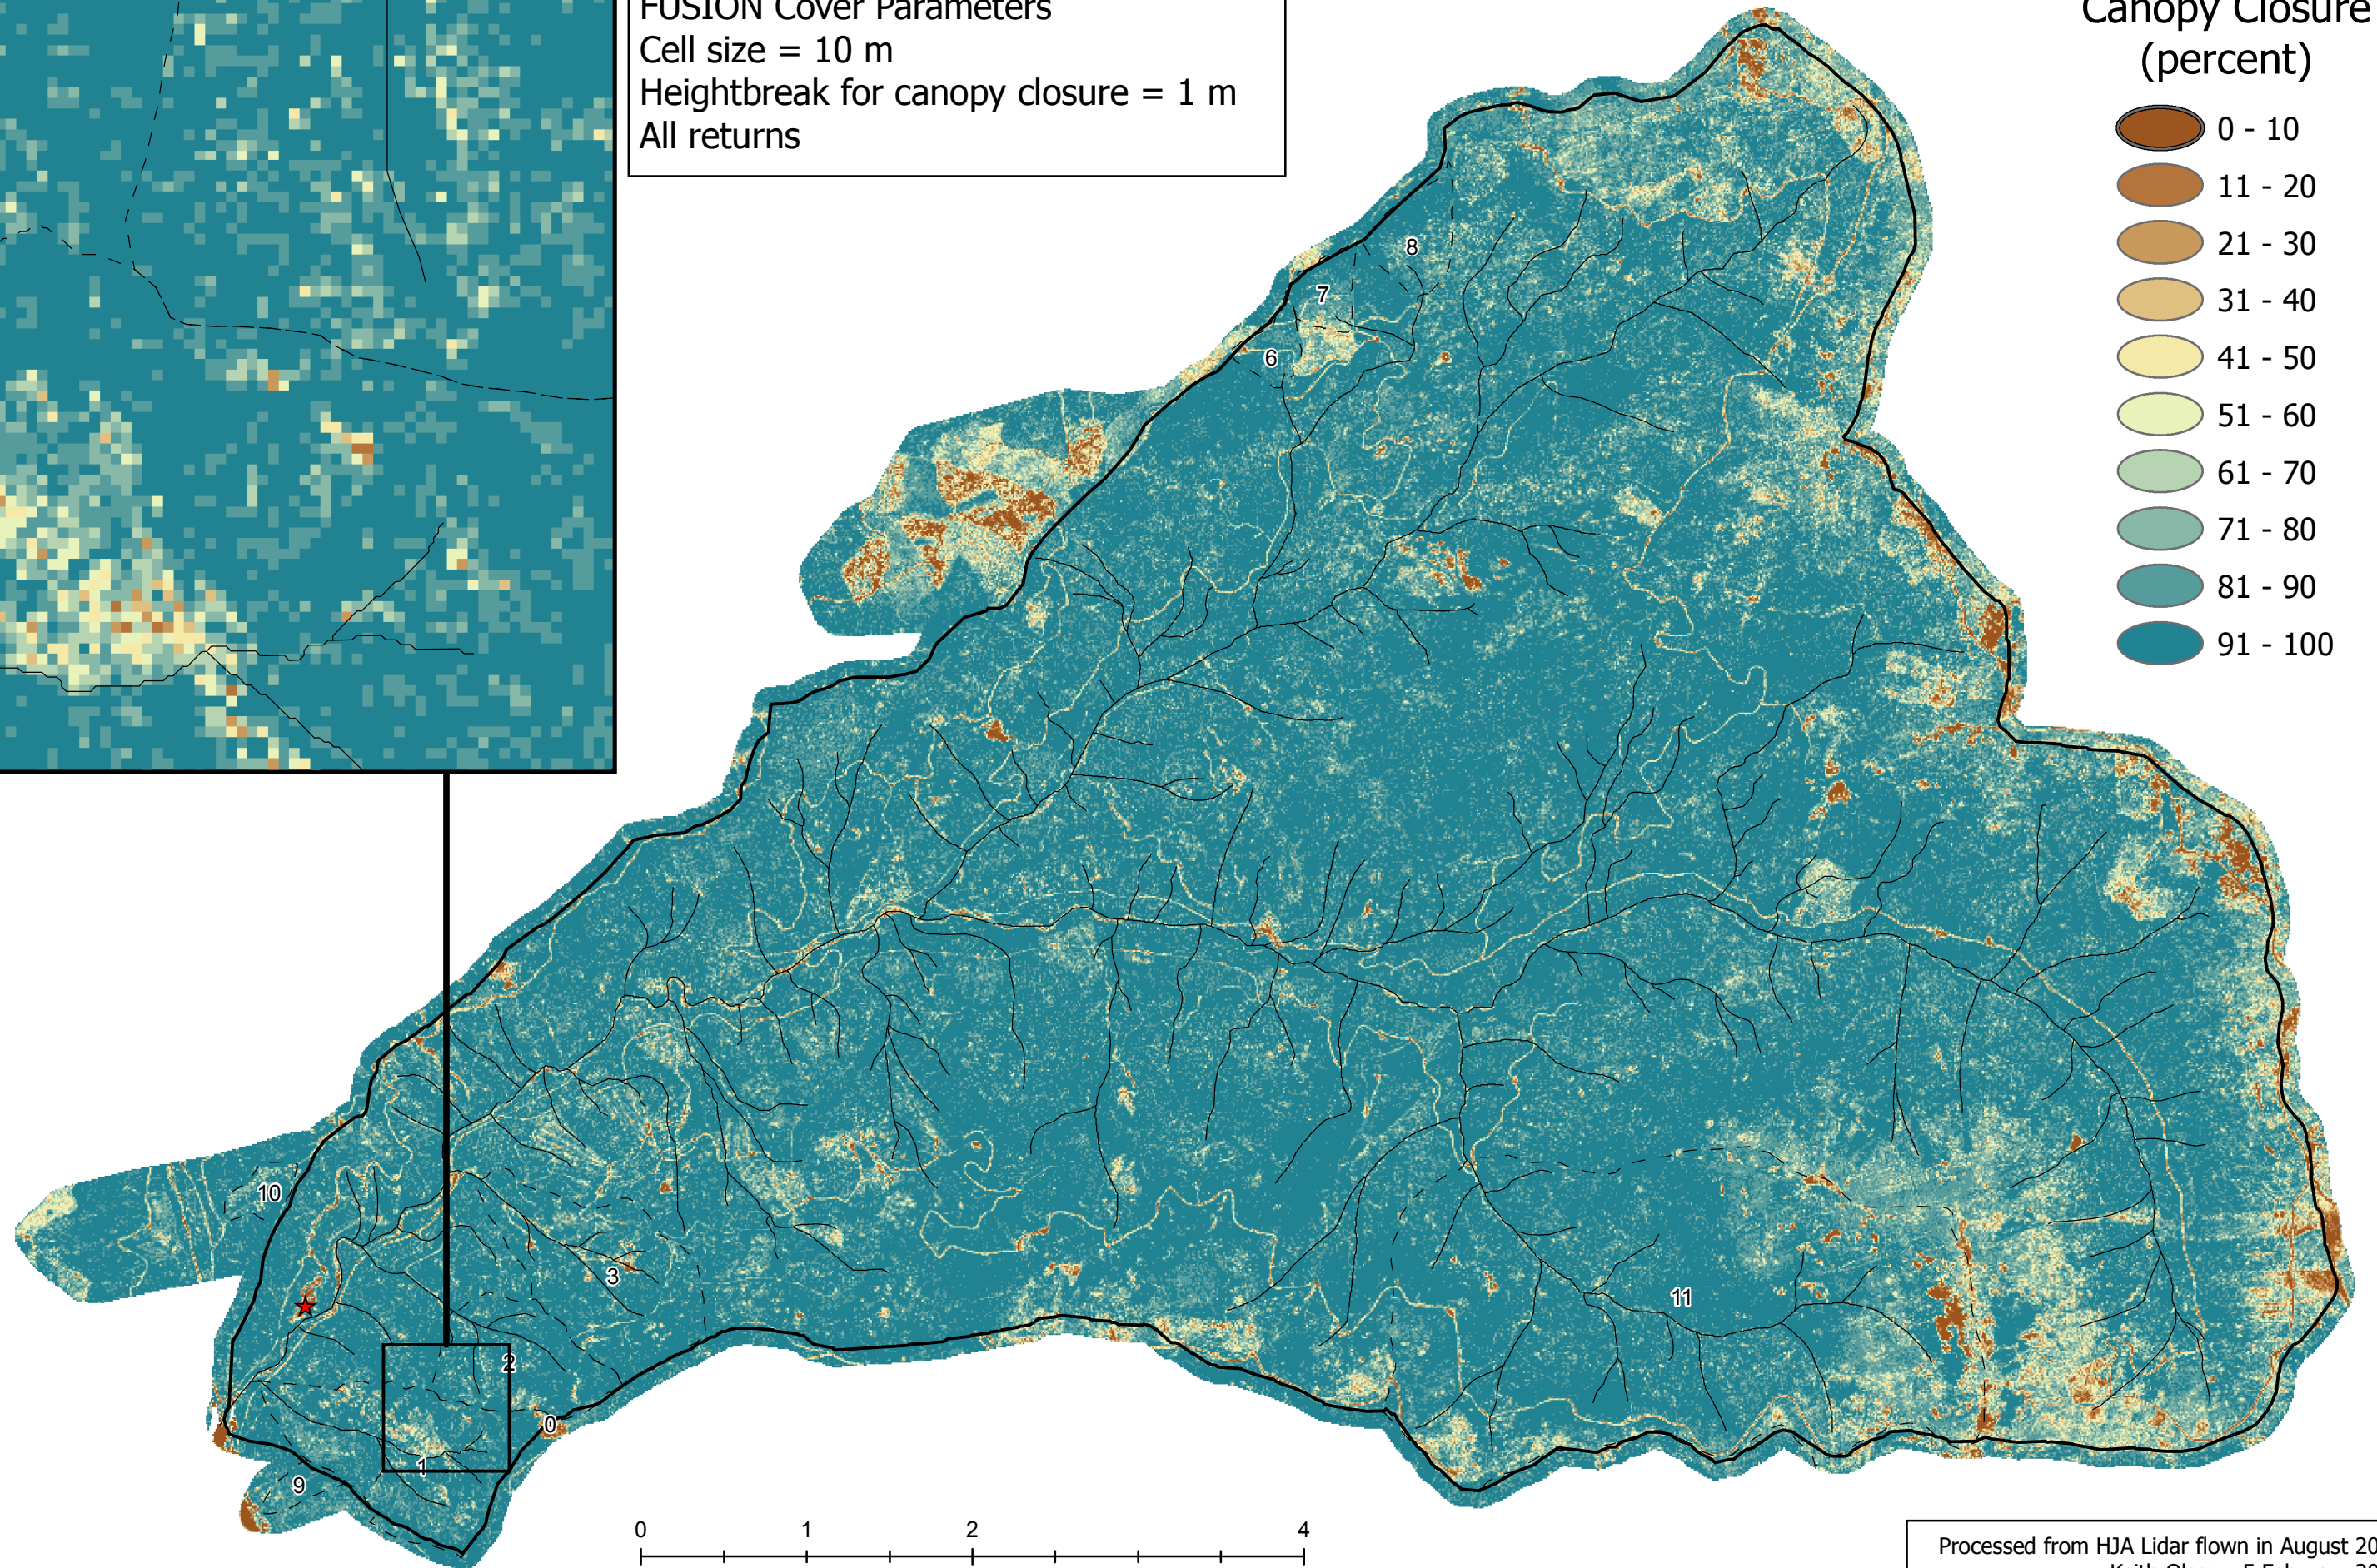 FUSION Cover Parameters
Cell size = 10 m
Heightbreak for canopy closure = 1 m
All returns
Canopy Closure
(percent)
0 - 10
11 - 20
21 - 30
31 - 40
41 - 50
51 - 60
61 - 70
71 - 80
81 - 90
91 - 100
8
7
6
10
3
11
2
0
1
9
0 1 2 4
Processed from HJA Lidar flown in August 20